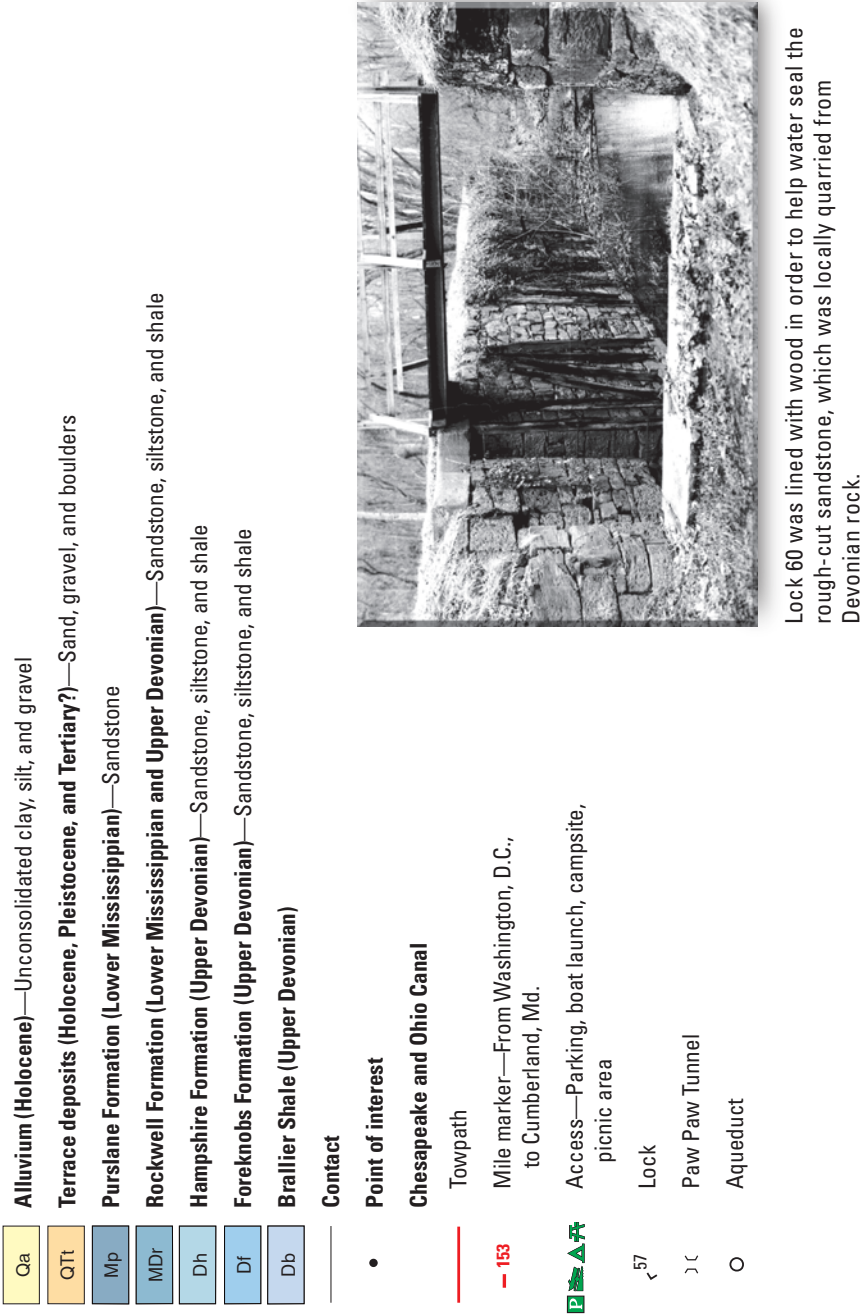 Qa Alluvium (Holocene)—Unconsolidated clay, silt, and gravel
QTt Terrace deposits (Holocene, Pleistocene, and Tertiary?)—Sand, gravel, and boulders
Mp Purslane Formation (Lower Mississippian)—Sandstone
MDr Rockwell Formation (Lower Mississippian and Upper Devonian)—Sandstone, siltstone, and shale
Dh Hampshire Formation (Upper Devonian)—Sandstone, siltstone, and shale
Df Foreknobs Formation (Upper Devonian)—Sandstone, siltstone, and shale
Db Brallier Shale (Upper Devonian)
Contact
Point of interest
Chesapeake and Ohio Canal
Towpath
153 Mile marker—From Washington, D.C.,
to Cumberland, Md.
P Access—Parking, boat launch, campsite,
picnic area
57 Lock
Paw Paw Tunnel
Aqueduct
Lock 60 was lined with wood in order to help water seal the
rough-cut sandstone, which was locally quarried from
Devonian rock.